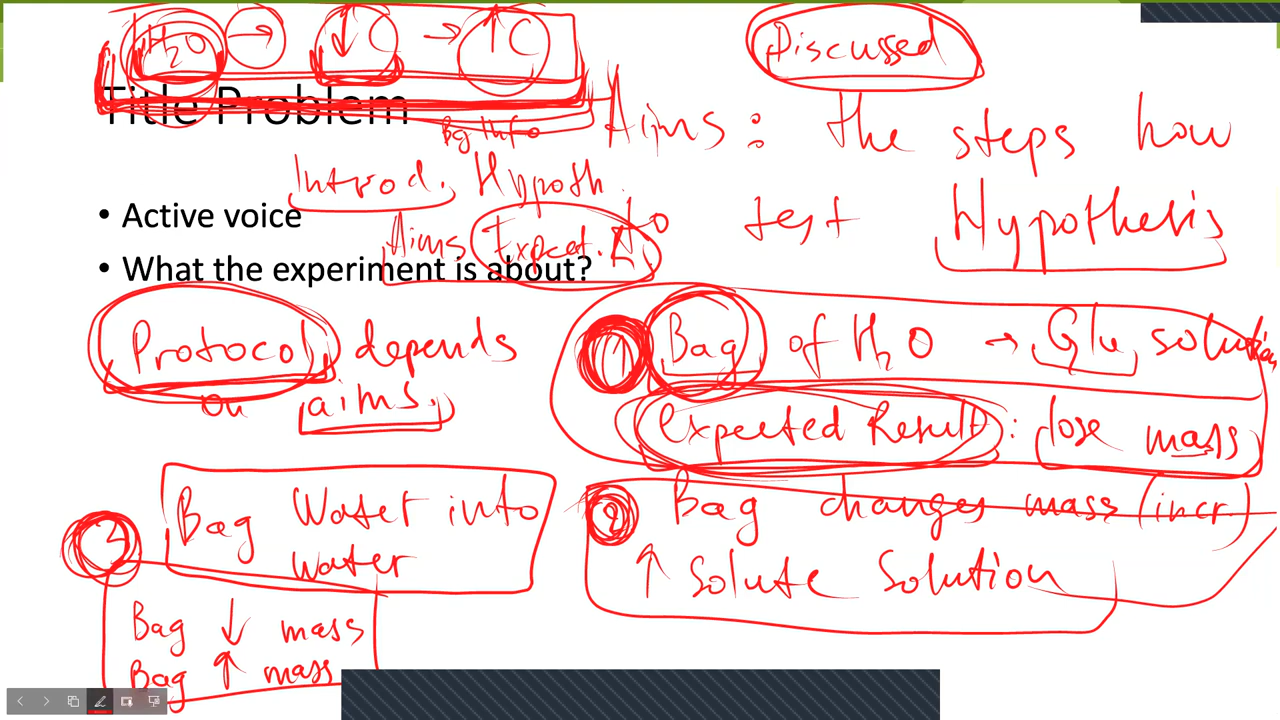 H₂O → ↓ C → ↑ C
Discussed
Title Problem
Bg Info
Aims: the steps how
Introd. Hypoth.
• Active voice
to test Hypothesis
Aims Expect.
• What the experiment is about?
Protocol depends
on aims.
1 Bag of H₂O → Glu solution
Expected Result: lose mass
2 Bag Water into
water
Bag changes mass (incr.)
↑ Solute Solution
Bag ↓ mass
Bag ↑ mass